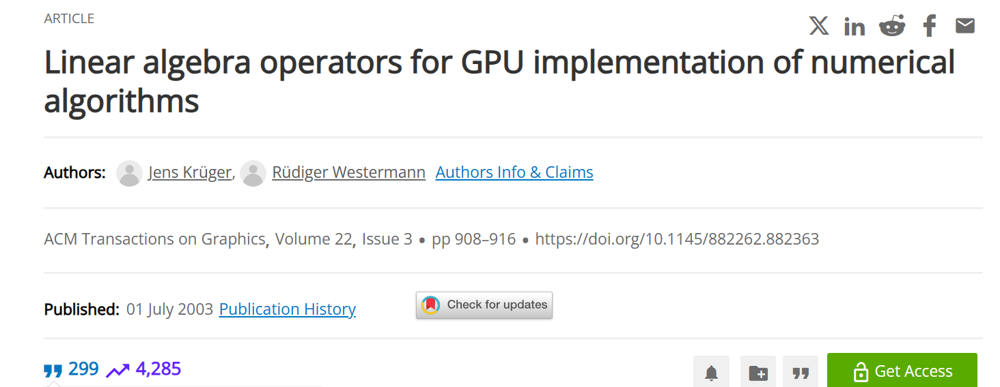 ARTICLE
Linear algebra operators for GPU implementation of numerical
algorithms
Authors: Jens Krüger, Rüdiger Westermann Authors Info & Claims
ACM Transactions on Graphics, Volume 22, Issue 3 • pp 908–916 • https://doi.org/10.1145/882262.882363
Published: 01 July 2003 Publication History Check for updates
299 4,285 Get Access